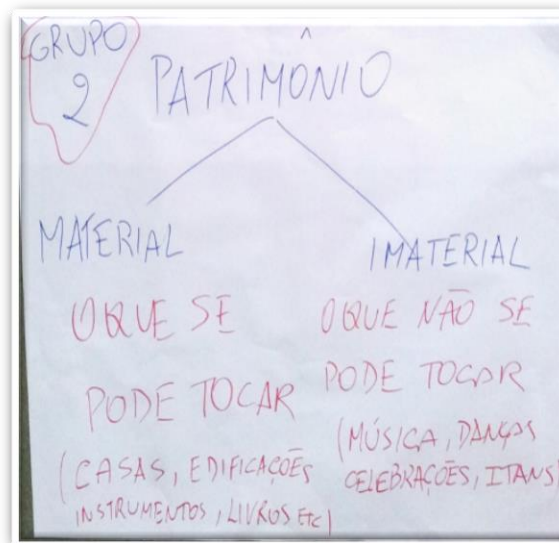 GRUPO
2
PATRIMÔNIO
MATERIAL
O QUE SE
PODE TOCAR
(CASAS, EDIFICAÇÕES
INSTRUMENTOS, LIVROS ETC)
IMATERIAL
O QUE NÃO SE
PODE TOCAR
(MÚSICA, DANÇAS
CELEBRAÇÕES, ITANS)